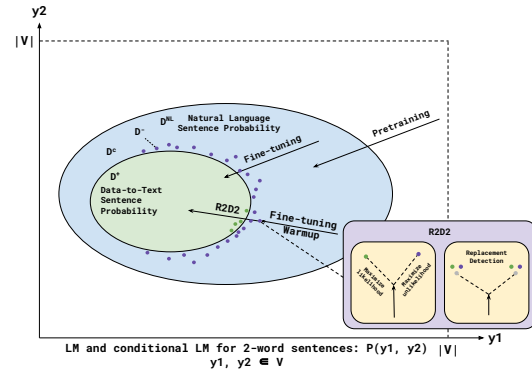 y2
|V|
D^NL
Natural Language
Sentence Probability
D^-
D^c
Pretraining
Fine-tuning
D^+
Data-to-Text
Sentence
Probability
R2D2
Fine-tuning
Warmup
R2D2
Maximize
likelihood
Maximize
unlikelihood
Replacement
Detection
y1
LM and conditional LM for 2-word sentences: P(y1, y2)
|V|
y1, y2 ∈ V